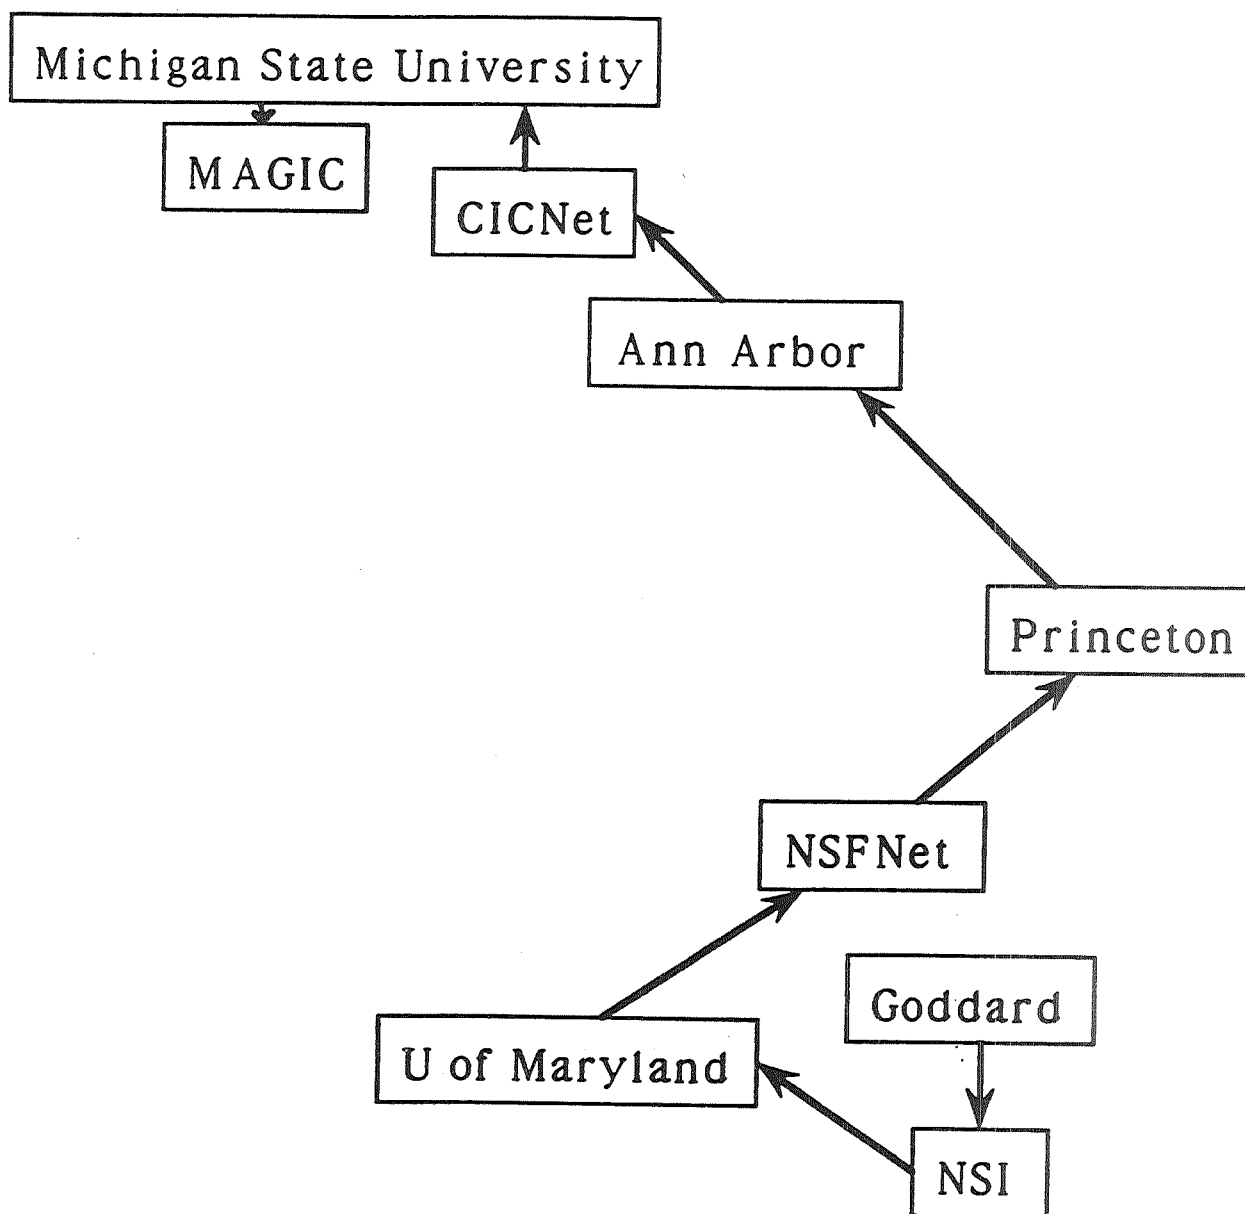 Michigan State University
MAGIC
CICNet
Ann Arbor
Princeton
NSFNet
Goddard
U of Maryland
NSI